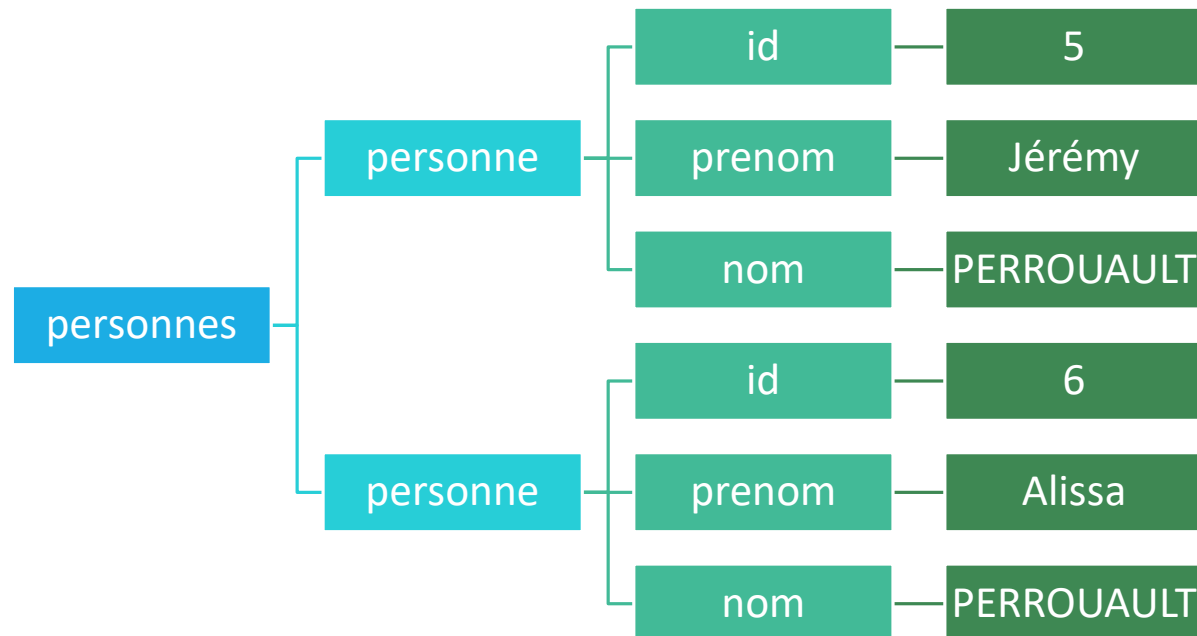 personnes
personne
id
5
prenom
Jérémy
nom
PERROUAULT
personne
id
6
prenom
Alissa
nom
PERROUAULT